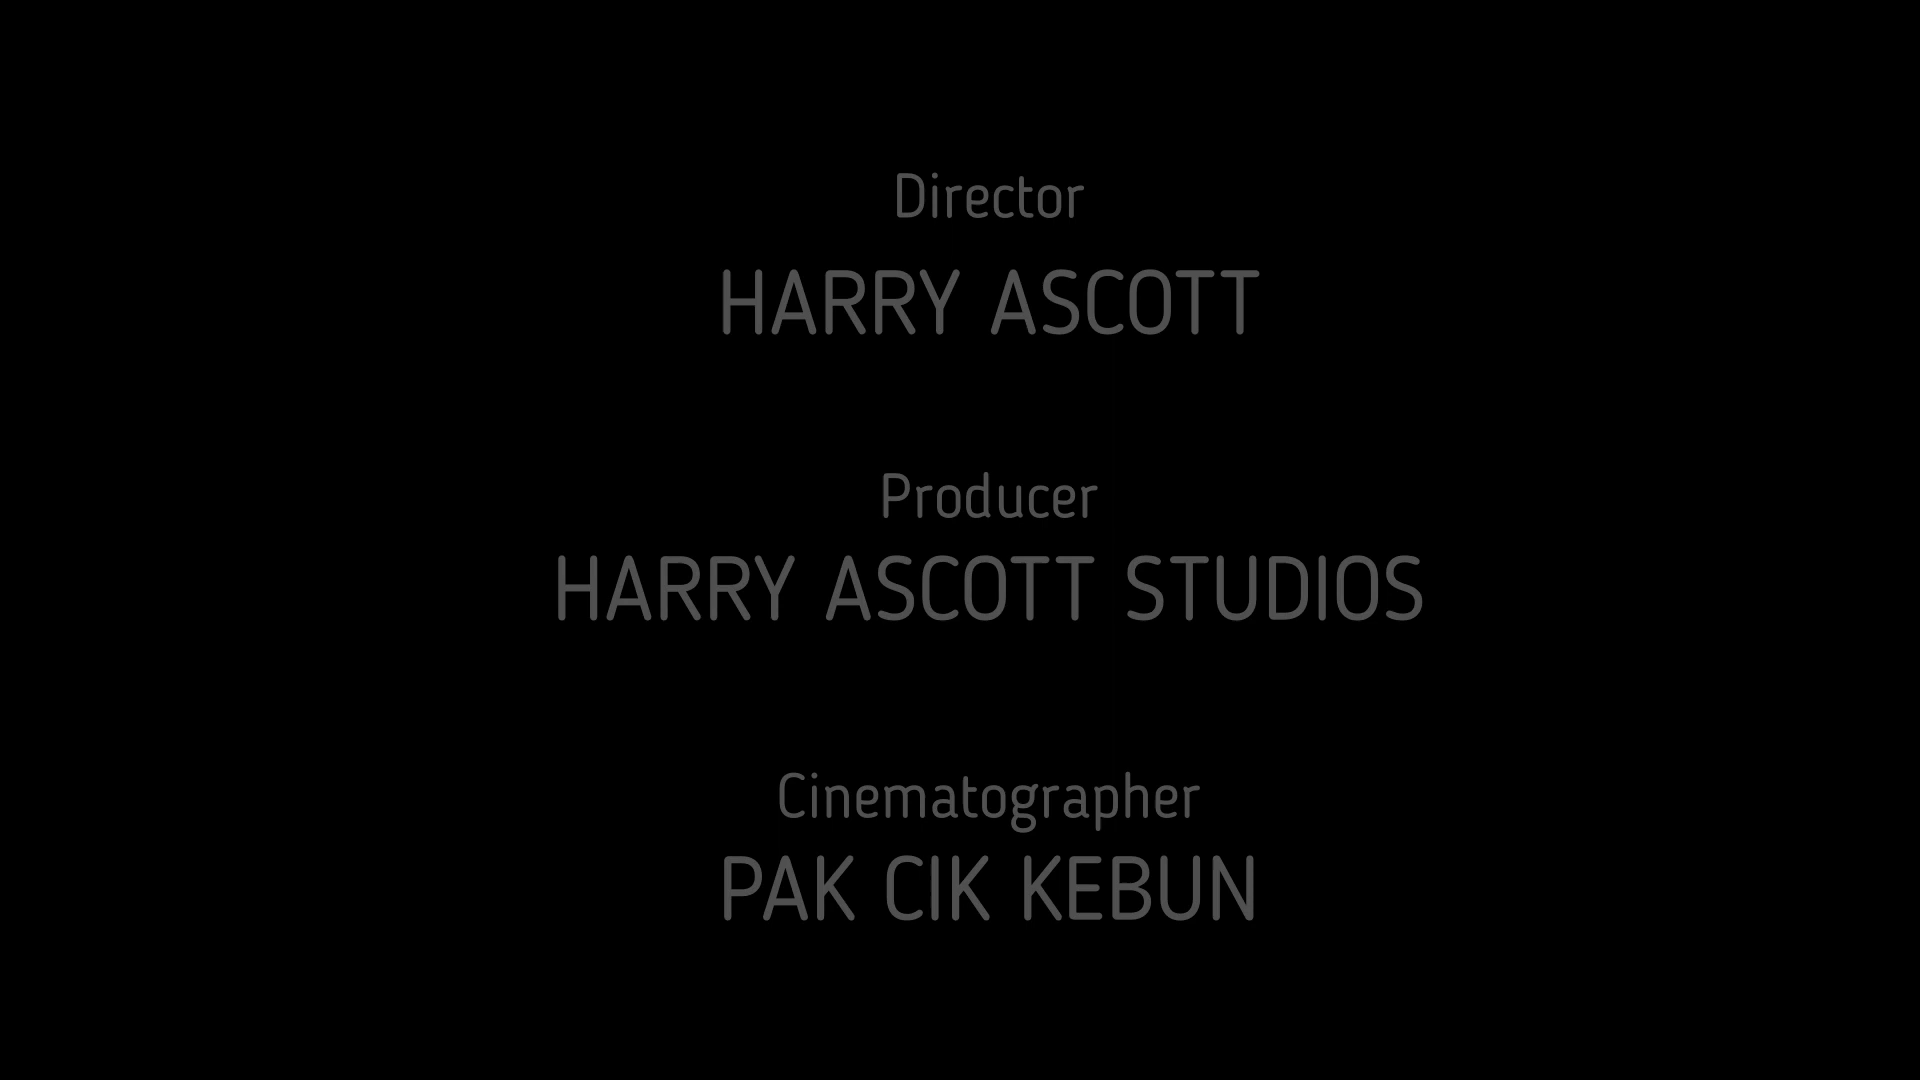 Director
HARRY ASCOTT
Producer
HARRY ASCOTT STUDIOS
Cinematographer
PAK CIK KEBUN